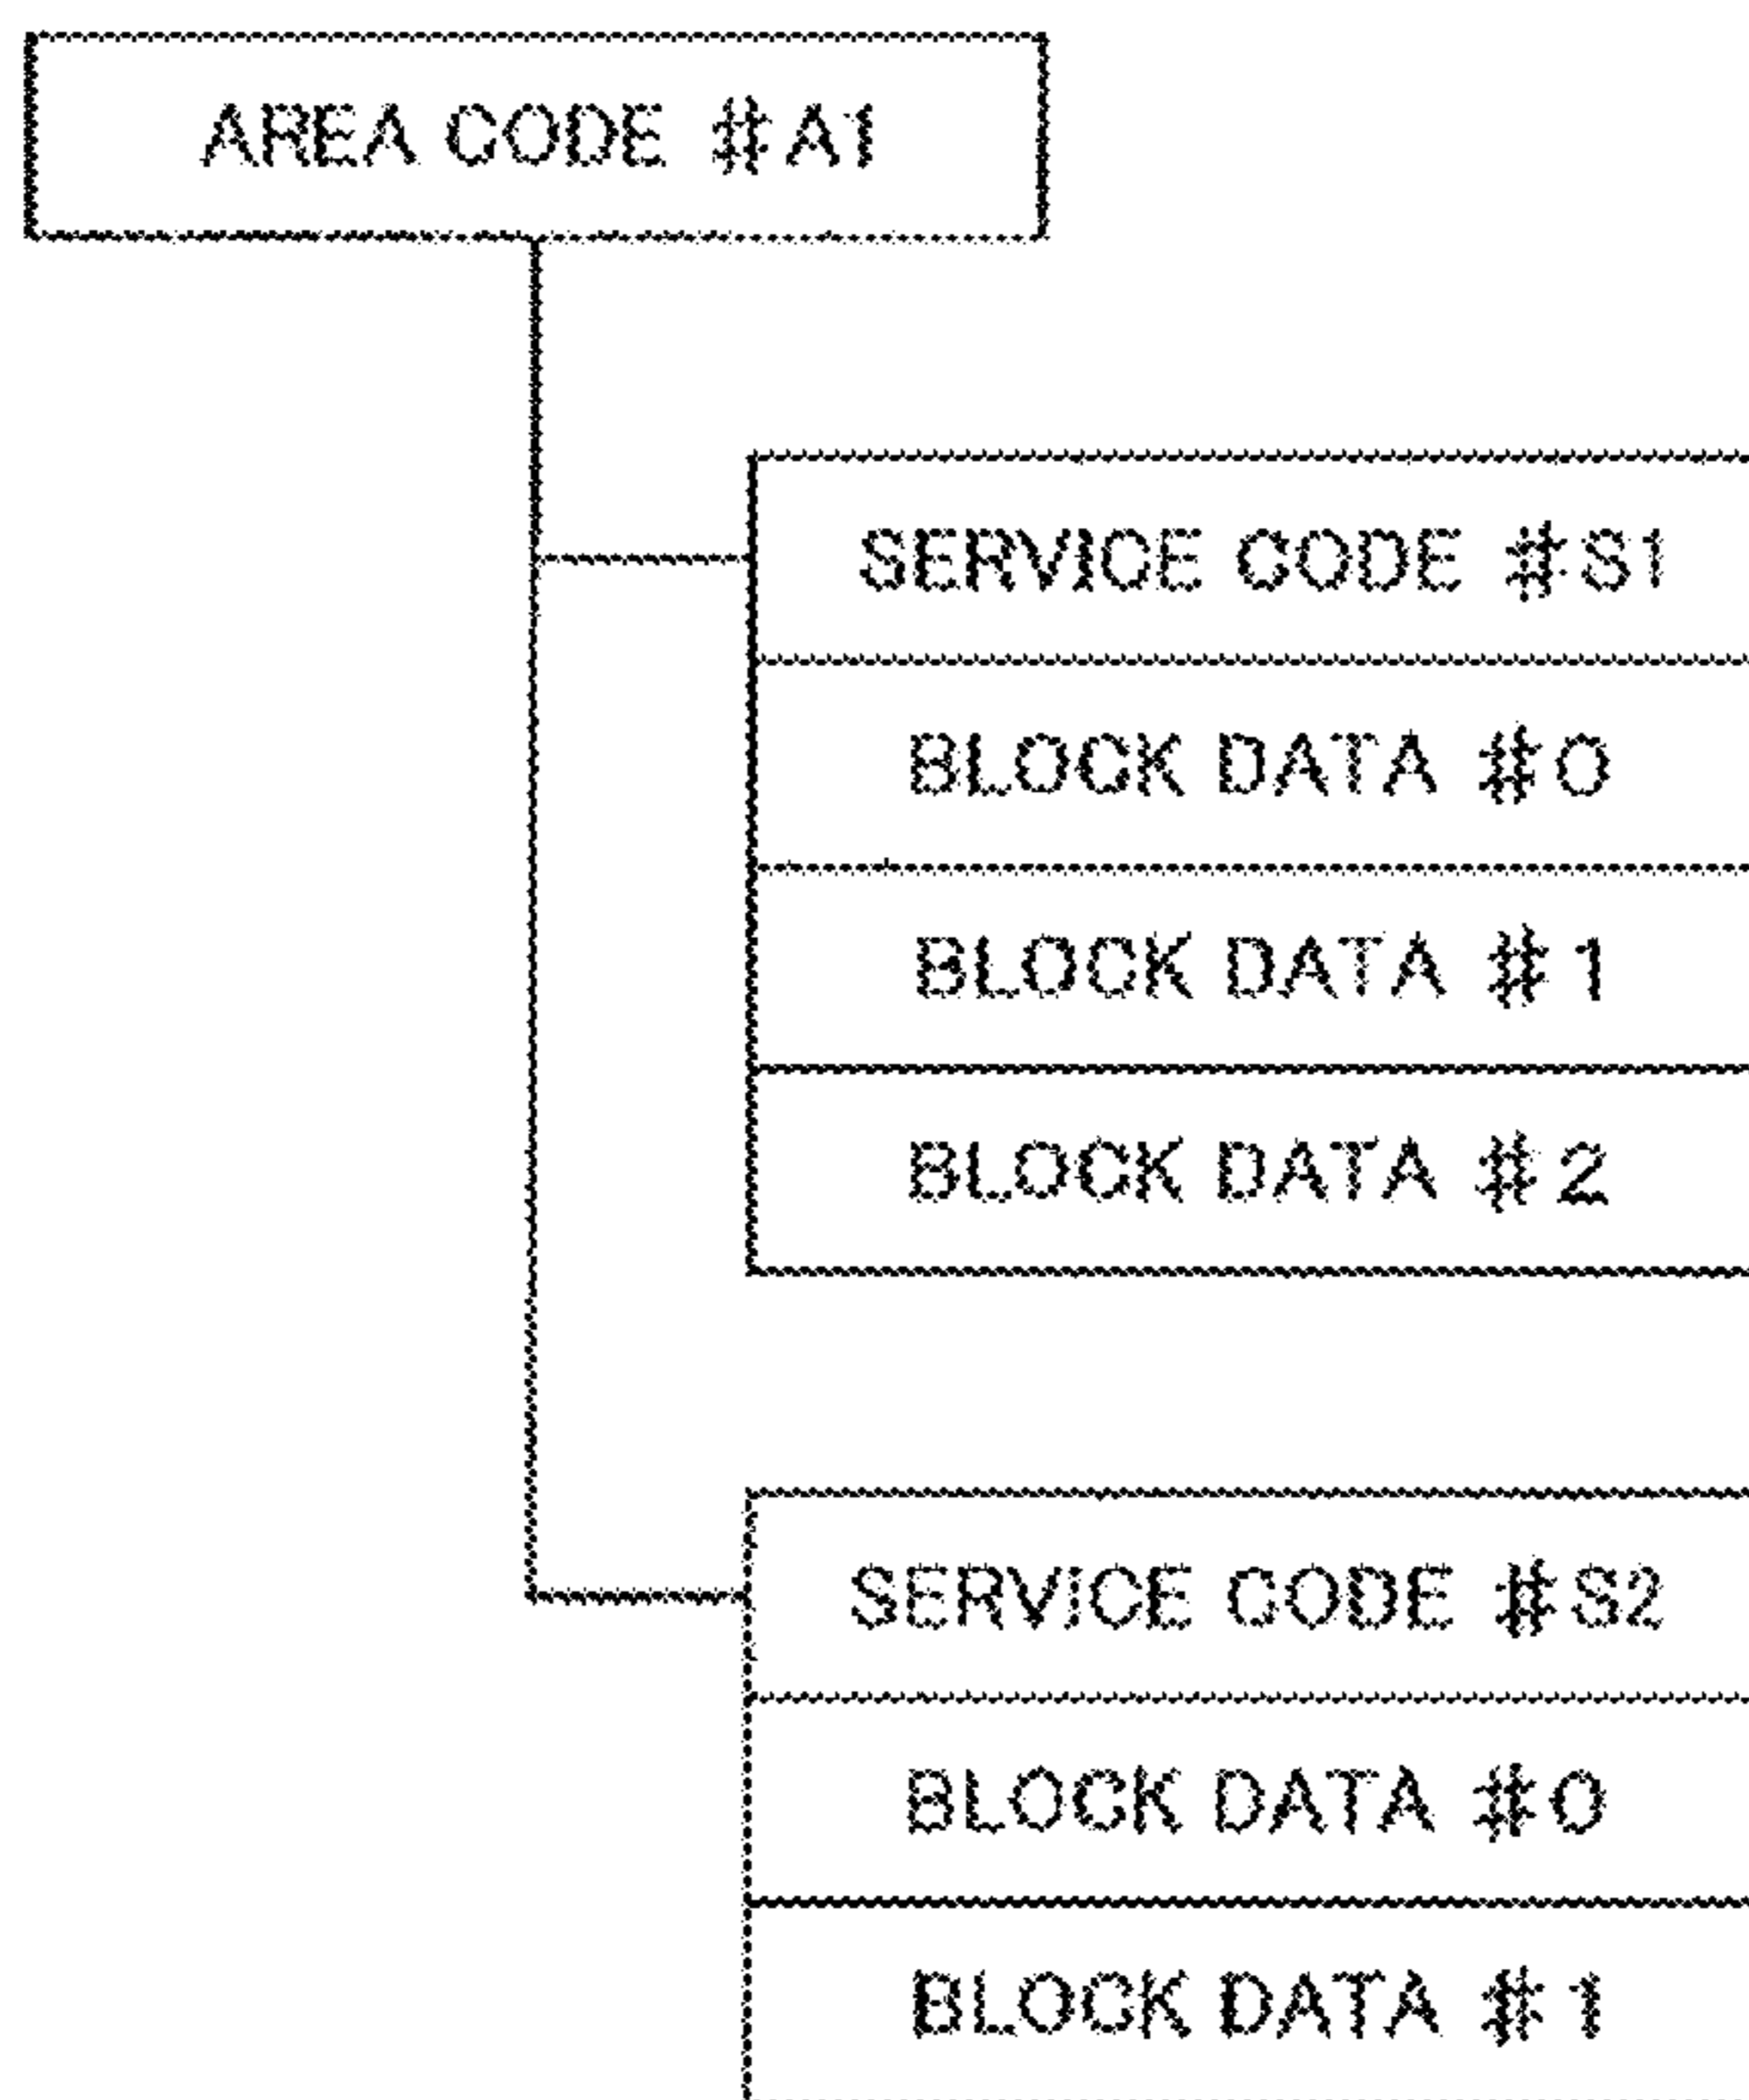 AREA CODE #A1
SERVICE CODE #S1
BLOCK DATA #0
BLOCK DATA #1
BLOCK DATA #2
SERVICE CODE #S2
BLOCK DATA #0
BLOCK DATA #1